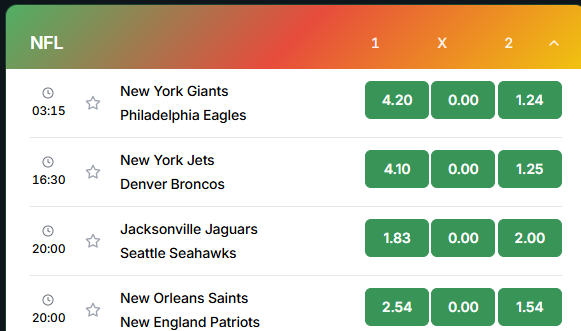 NFL 1 X 2
03:15 New York Giants 4.20 0.00 1.24
Philadelphia Eagles
16:30 New York Jets 4.10 0.00 1.25
Denver Broncos
20:00 Jacksonville Jaguars 1.83 0.00 2.00
Seattle Seahawks
20:00 New Orleans Saints 2.54 0.00 1.54
New England Patriots